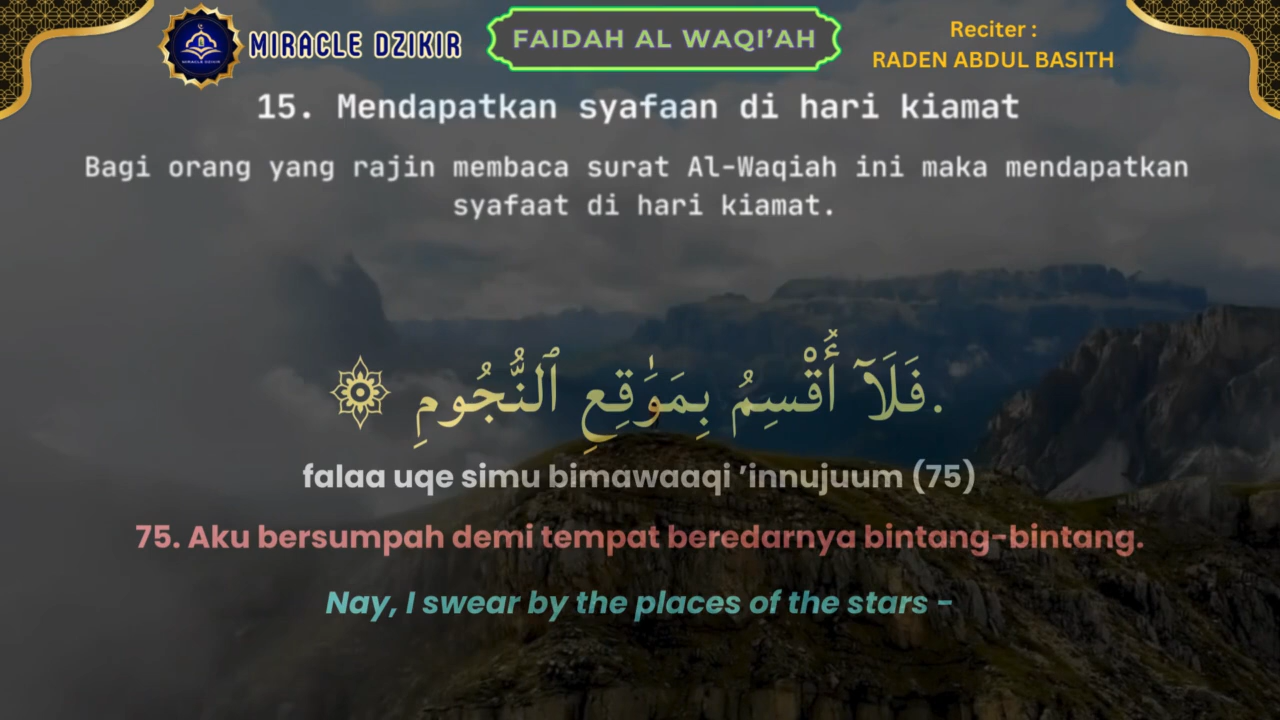 MIRACLE DZIKIR
FAIDAH AL WAQI’AH
Reciter :
RADEN ABDUL BASITH
15. Mendapatkan syafaan di hari kiamat
Bagi orang yang rajin membaca surat Al-Waqiah ini maka mendapatkan
syafaat di hari kiamat.
فَلَآ أُقْسِمُ بِمَوَٰقِعِ ٱلنُّجُومِ ۞.
falaa uqe simu bimawaaqi ’innujuum (75)
75. Aku bersumpah demi tempat beredarnya bintang-bintang.
Nay, I swear by the places of the stars -